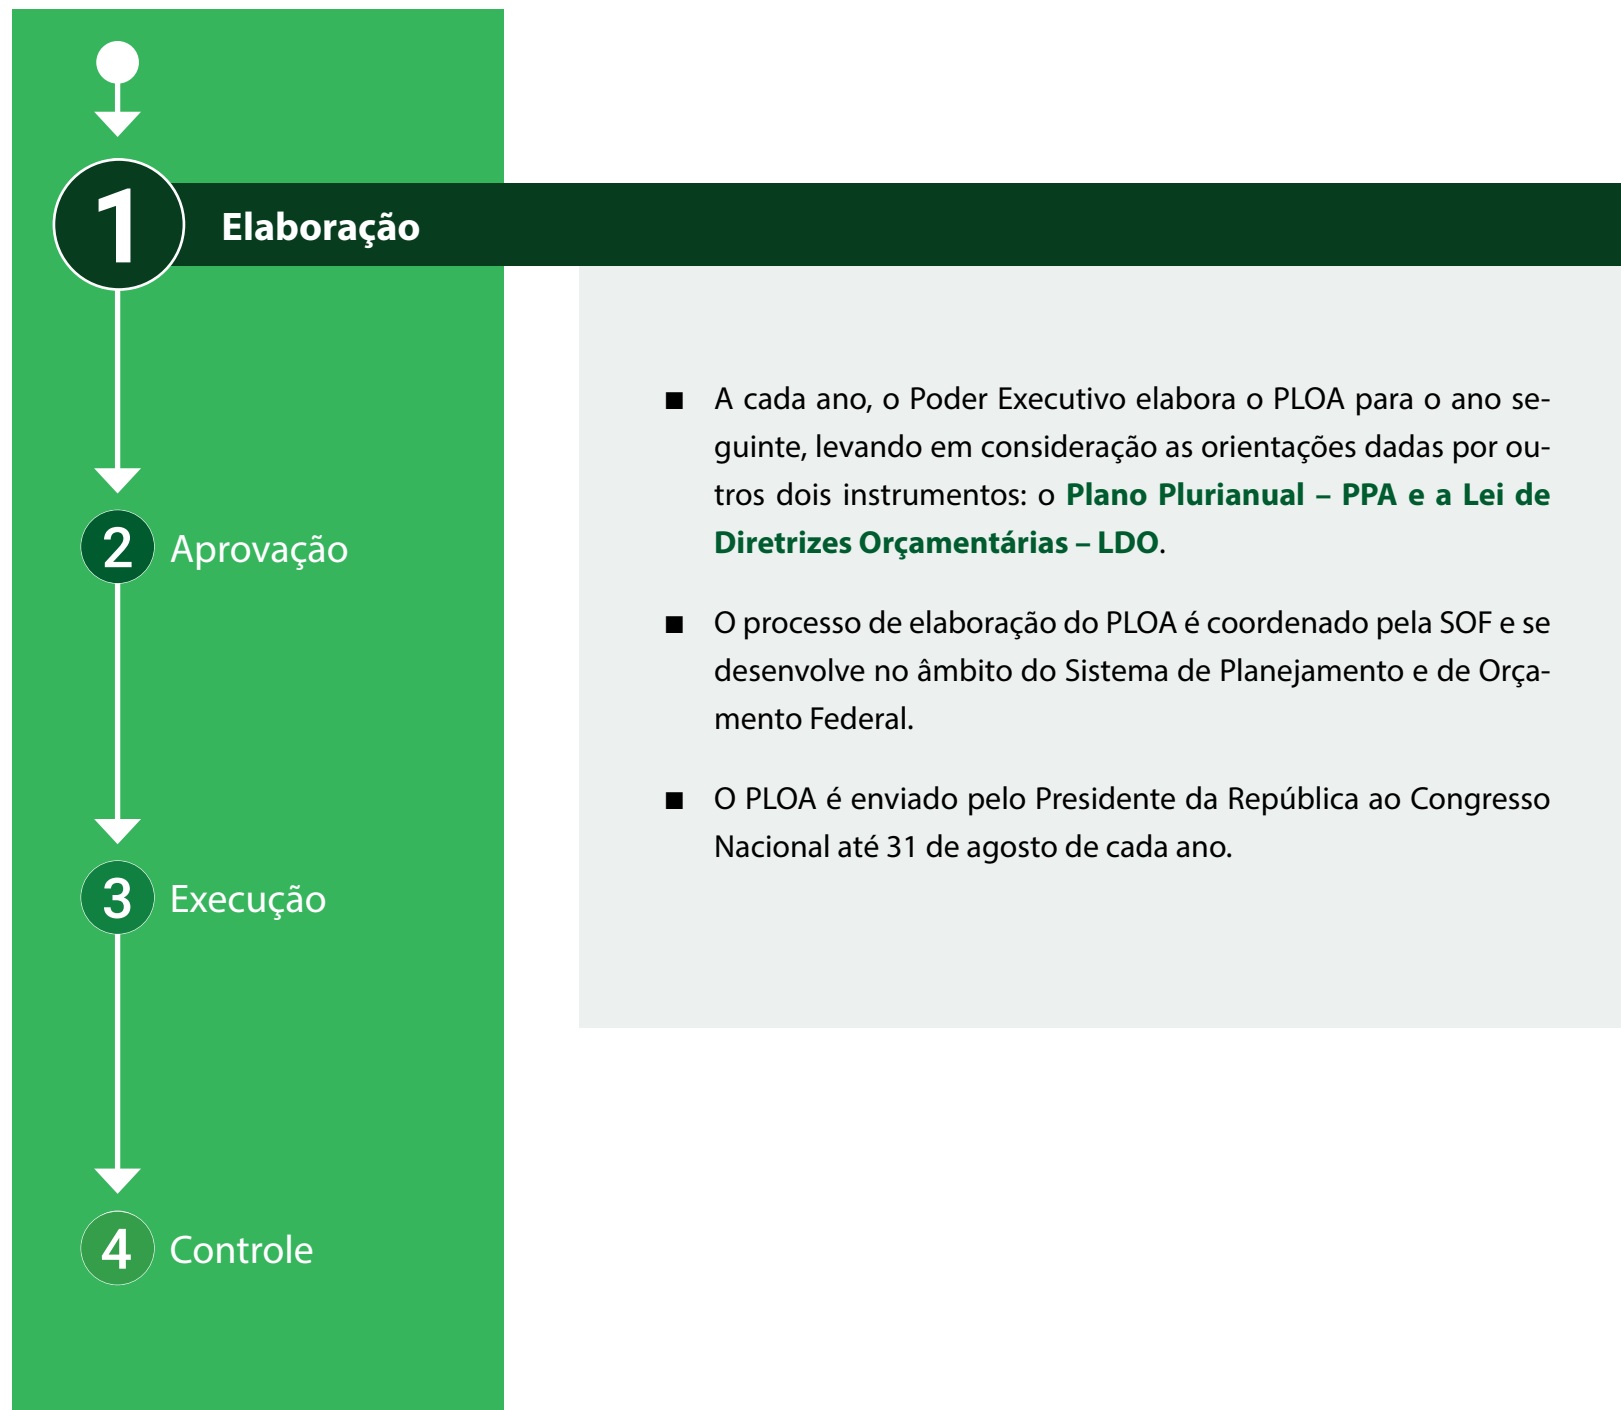 1
Elaboração
■ A cada ano, o Poder Executivo elabora o PLOA para o ano se-
guinte, levando em consideração as orientações dadas por ou-
tros dois instrumentos: o Plano Plurianual – PPA e a Lei de
Diretrizes Orçamentárias – LDO.
■ O processo de elaboração do PLOA é coordenado pela SOF e se
desenvolve no âmbito do Sistema de Planejamento e de Orça-
mento Federal.
■ O PLOA é enviado pelo Presidente da República ao Congresso
Nacional até 31 de agosto de cada ano.
2 Aprovação
3 Execução
4 Controle